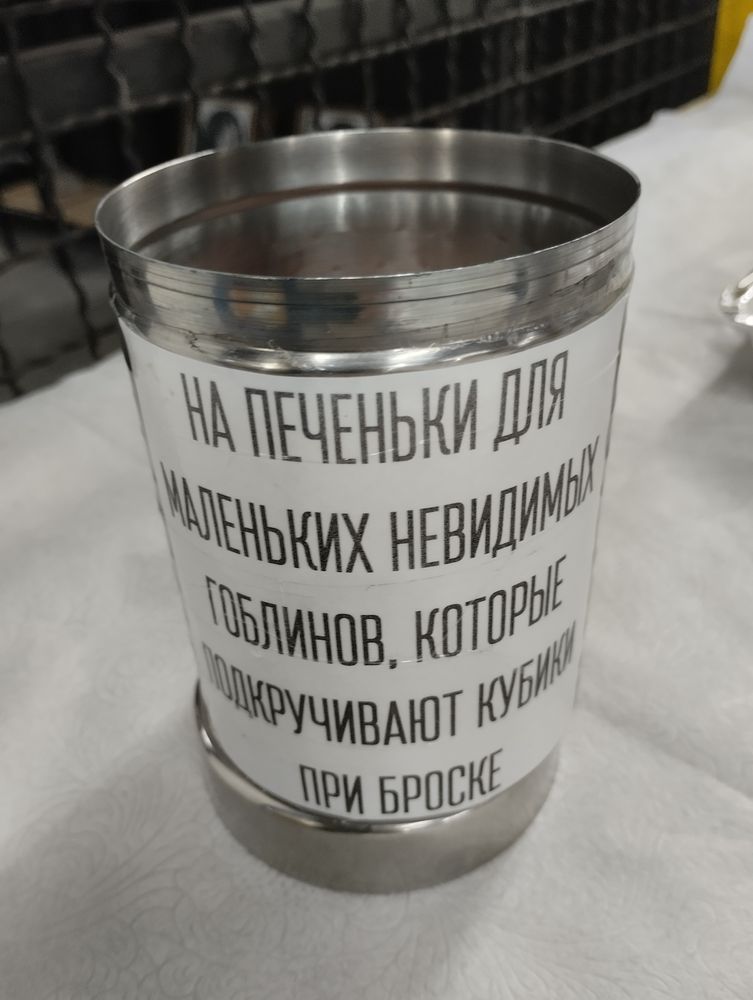 НА ПЕЧЕНЬКИ ДЛЯ
МАЛЕНЬКИХ НЕВИДИМЫХ
ГОБЛИНОВ, КОТОРЫЕ
ПОДКРУЧИВАЮТ КУБИКИ
ПРИ БРОСКЕ